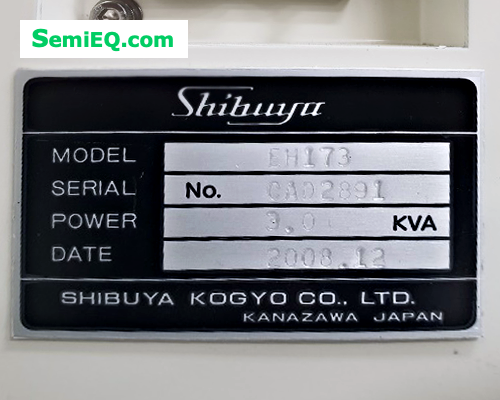 SemiEQ.com
Shibuya
MODEL
SERIAL No. CA02891
POWER 3.0 KVA
DATE 2008.12
SHIBUYA KOGYO CO., LTD.
KANAZAWA JAPAN